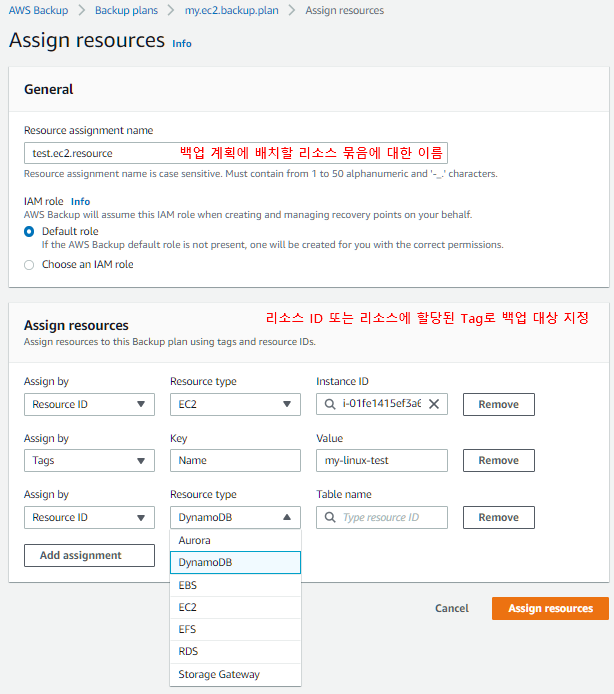 AWS Backup > Backup plans > my.ec2.backup.plan > Assign resources
Assign resources Info
General
Resource assignment name
test.ec2.resource 백업 계획에 배치할 리소스 묶음에 대한 이름
Resource assignment name is case sensitive. Must contain from 1 to 50 alphanumeric and '-_.' characters.
IAM role Info
AWS Backup will assume this IAM role when creating and managing recovery points on your behalf.
Default role
If the AWS Backup default role is not present, one will be created for you with the correct permissions.
Choose an IAM role
Assign resources 리소스 ID 또는 리소스에 할당된 Tag로 백업 대상 지정
Assign resources to this Backup plan using tags and resource IDs.
Assign by Resource type Instance ID
Resource ID EC2 i-01fe1415ef3a6 Remove
Assign by Key Value
Tags Name my-linux-test Remove
Assign by Resource type Table name
Resource ID DynamoDB Type resource ID Remove
Aurora
Add assignment DynamoDB
EBS
EC2
EFS
RDS
Storage Gateway
Cancel Assign resources